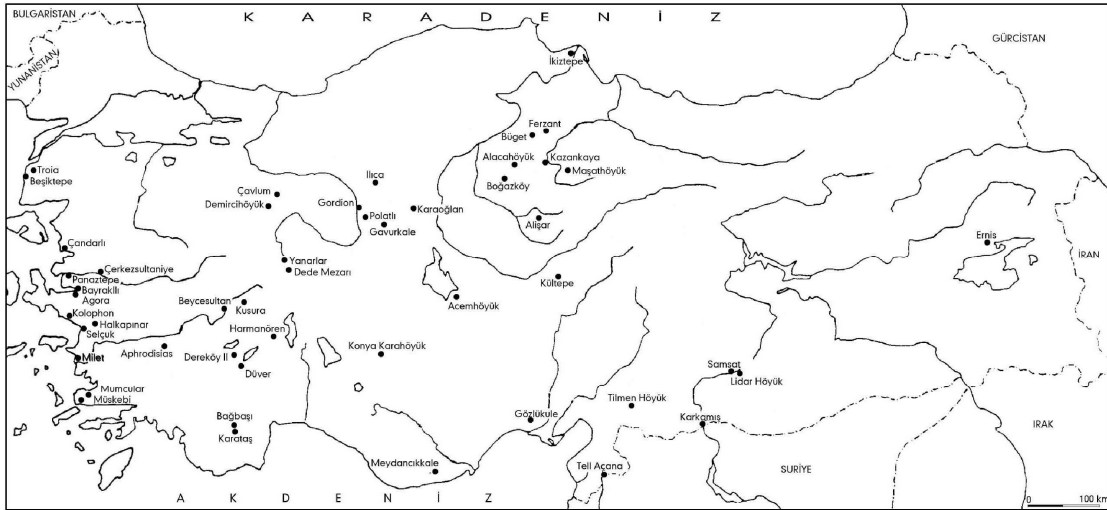 BULGARİSTAN
K A R A D E N İ Z
GÜRCİSTAN
YUNANİSTAN
İkiztepe
Ferzant
Büget
Alacahöyük
Kazankaya
Maşathöyük
Boğazköy
Troia
Beşiktepe
Ilıca
Çavlum
Demircihöyük
Gordion
Polatlı
Karaoğlan
Gavurkale
Alişar
Ernis
İRAN
Çandarlı
Yanarlar
Dede Mezarı
Çerkezsultaniye
Panaztepe
Bayraklı
Agora
Kültepe
Acemhöyük
Beycesultan
Kusura
Kolophon
Halkapınar
Selçuk
Harmanören
Aphrodisias
Dereköy II
Düver
Konya Karahöyük
Milet
Samsat
Lidar Höyük
Mumcular
Müskebi
Bağbaşı
Karataş
Gözlükule
Tilmen Höyük
Karkamış
IRAK
Meydancıkkale
Tell Açana
SURİYE
A K D E N İ Z
0 100 km